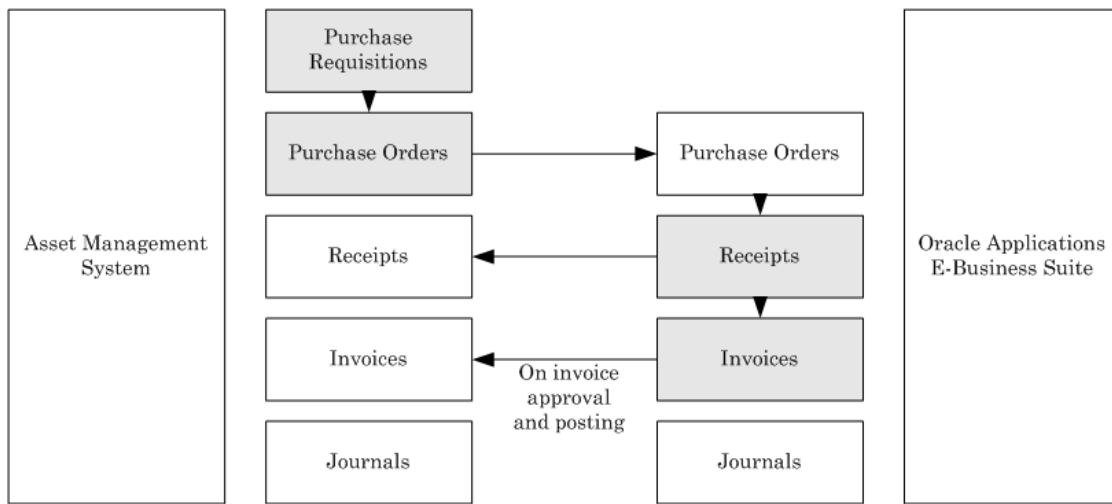 Purchase
Requisitions
Purchase Orders
Purchase Orders
Asset Management
System
Receipts
Receipts
Oracle Applications
E-Business Suite
Invoices
Invoices
On invoice
approval
and posting
Journals
Journals